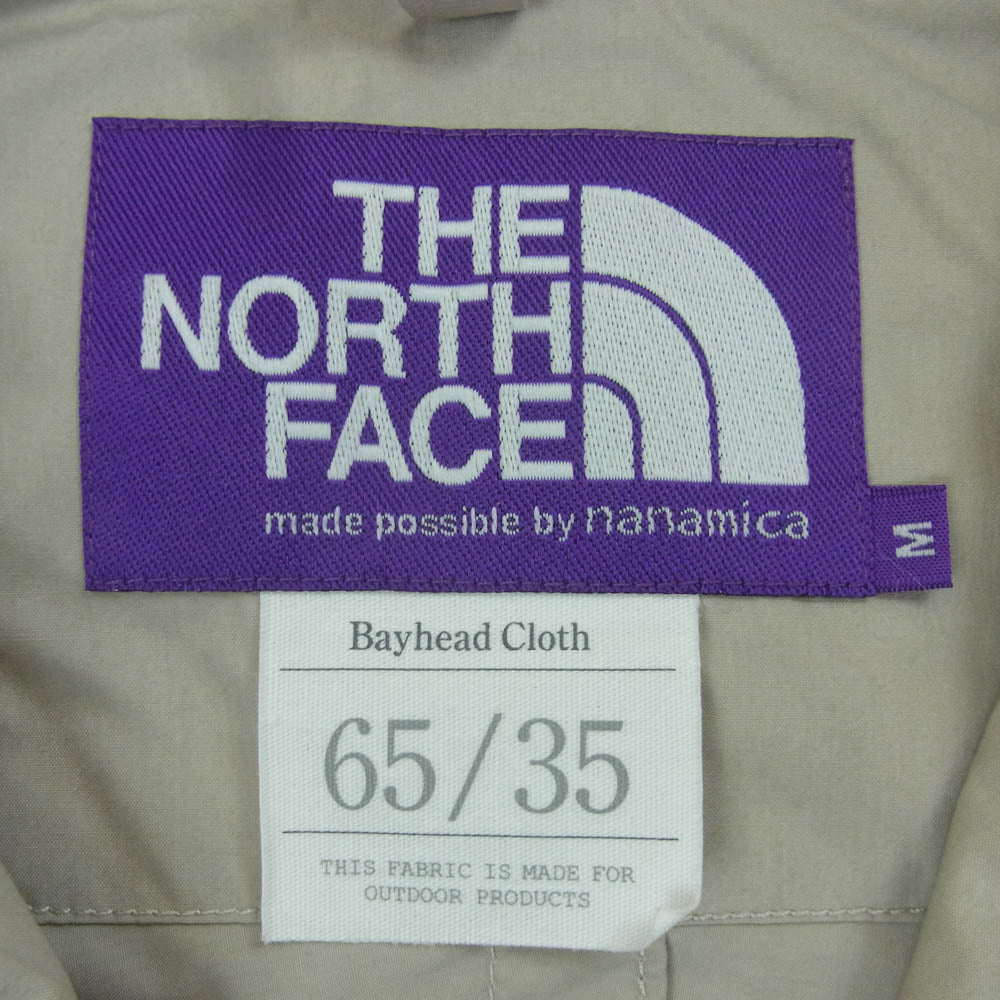 THE
NORTH
FACE
made possible by nanamica
M
Bayhead Cloth
65/35
THIS FABRIC IS MADE FOR
OUTDOOR PRODUCTS